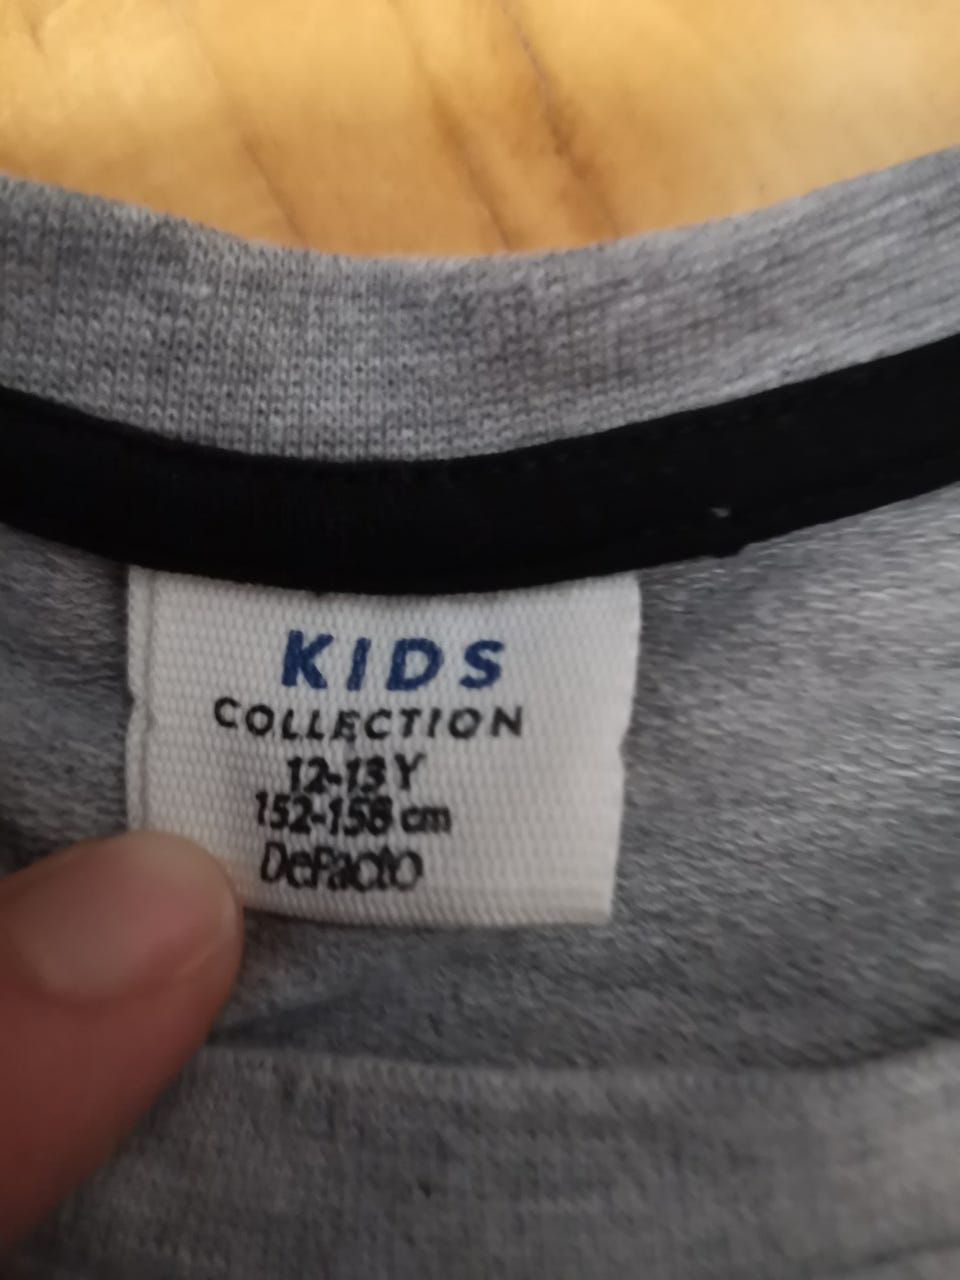 KIDS
COLLECTION
12-13 Y
152-158 cm
DeFacto